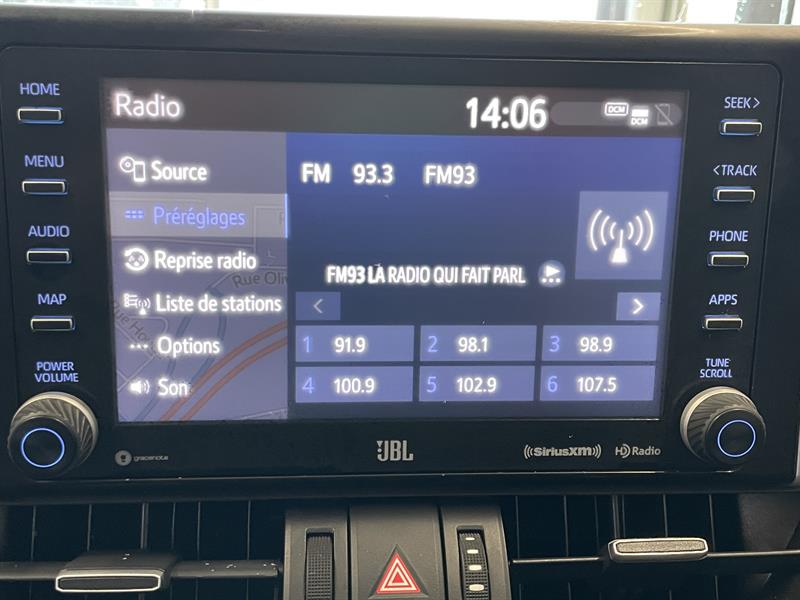 HOME
MENU
AUDIO
MAP
POWER
VOLUME
Radio
14:06
DCM
DCM
Source
Préréglages
Reprise radio
Liste de stations
Options
Son
Rue Oliv
FM 93.3 FM93
FM93 LA RADIO QUI FAIT PARL
1 91.9
2 98.1
3 98.9
4 100.9
5 102.9
6 107.5
SEEK >
< TRACK
PHONE
APPS
TUNE
SCROLL
gracenote
JBL
((SiriusXM))
HD Radio